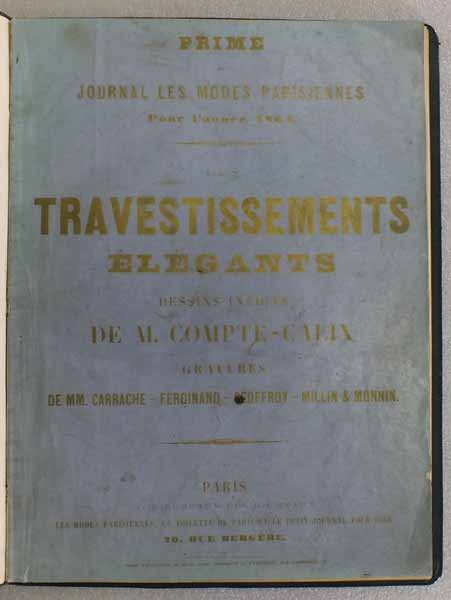 PRIME
JOURNAL LES MODES PARISIENNES
Pour l'année 1864.
TRAVESTISSEMENTS
ÉLÉGANTS
DESSINS INÉDITS
DE M. COMPTE-CALIX
GRAVURES
DE MM. CARRACHE - FERDINAND - GEOFFROY - MILLIN & MONNIN.
PARIS
LES MODES PARISIENNES, LA TOILETTE DE PARIS ET LE PETIT JOURNAL POUR RIRE
20, RUE BERGÈRE.